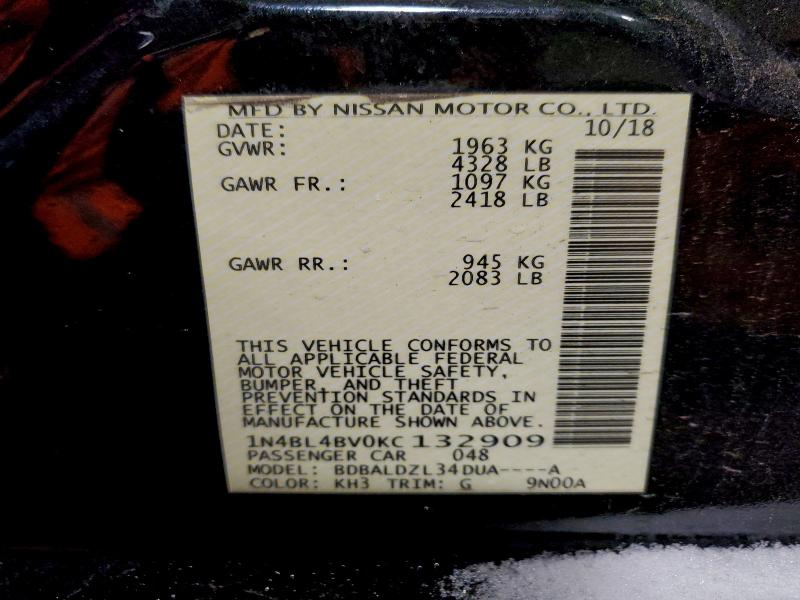 MFD BY NISSAN MOTOR CO., LTD.
DATE: 10/18
GVWR: 1963 KG
4328 LB
GAWR FR.: 1097 KG
2418 LB
GAWR RR.: 945 KG
2083 LB
THIS VEHICLE CONFORMS TO
ALL APPLICABLE FEDERAL
MOTOR VEHICLE SAFETY,
BUMPER, AND THEFT
PREVENTION STANDARDS IN
EFFECT ON THE DATE OF
MANUFACTURE SHOWN ABOVE.
1N4BL4BV0KC132909
PASSENGER CAR 048
MODEL: BDBALDZL34DUA----A
COLOR: KH3 TRIM: G 9N00A